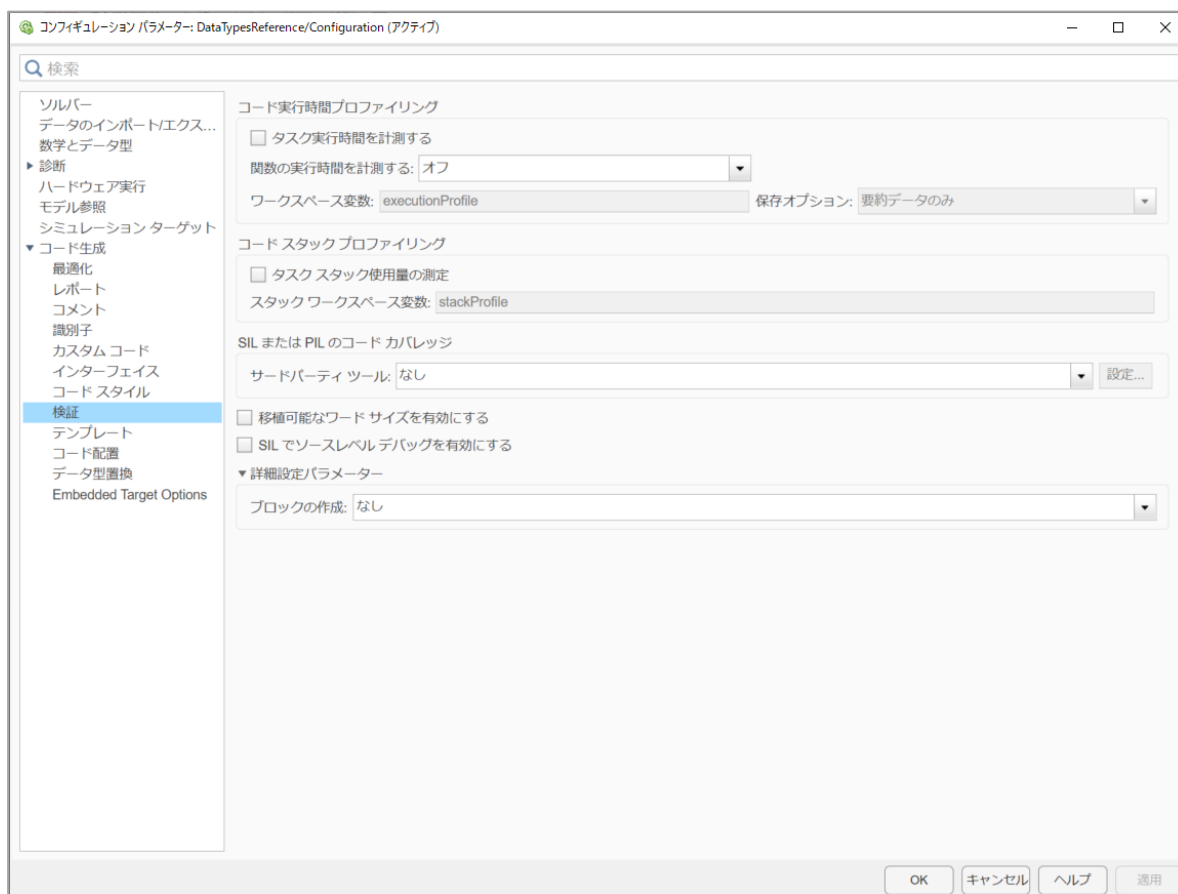 コンフィギュレーション パラメーター: DataTypesReference/Configuration (アクティブ)
検索
ソルバー
データのインポート/エクス...
数学とデータ型
診断
ハードウェア実行
モデル参照
シミュレーション ターゲット
コード生成
最適化
レポート
コメント
識別子
カスタム コード
インターフェイス
コード スタイル
検証
テンプレート
コード配置
データ型置換
Embedded Target Options
コード実行時間プロファイリング
タスク実行時間を計測する
関数の実行時間を計測する: オフ
ワークスペース変数: executionProfile 保存オプション: 要約データのみ
コード スタック プロファイリング
タスク スタック使用量の測定
スタック ワークスペース変数: stackProfile
SIL または PIL のコード カバレッジ
サードパーティ ツール: なし 設定...
移植可能なワード サイズを有効にする
SIL でソースレベル デバッグを有効にする
詳細設定パラメーター
ブロックの作成: なし
OK キャンセル ヘルプ 適用